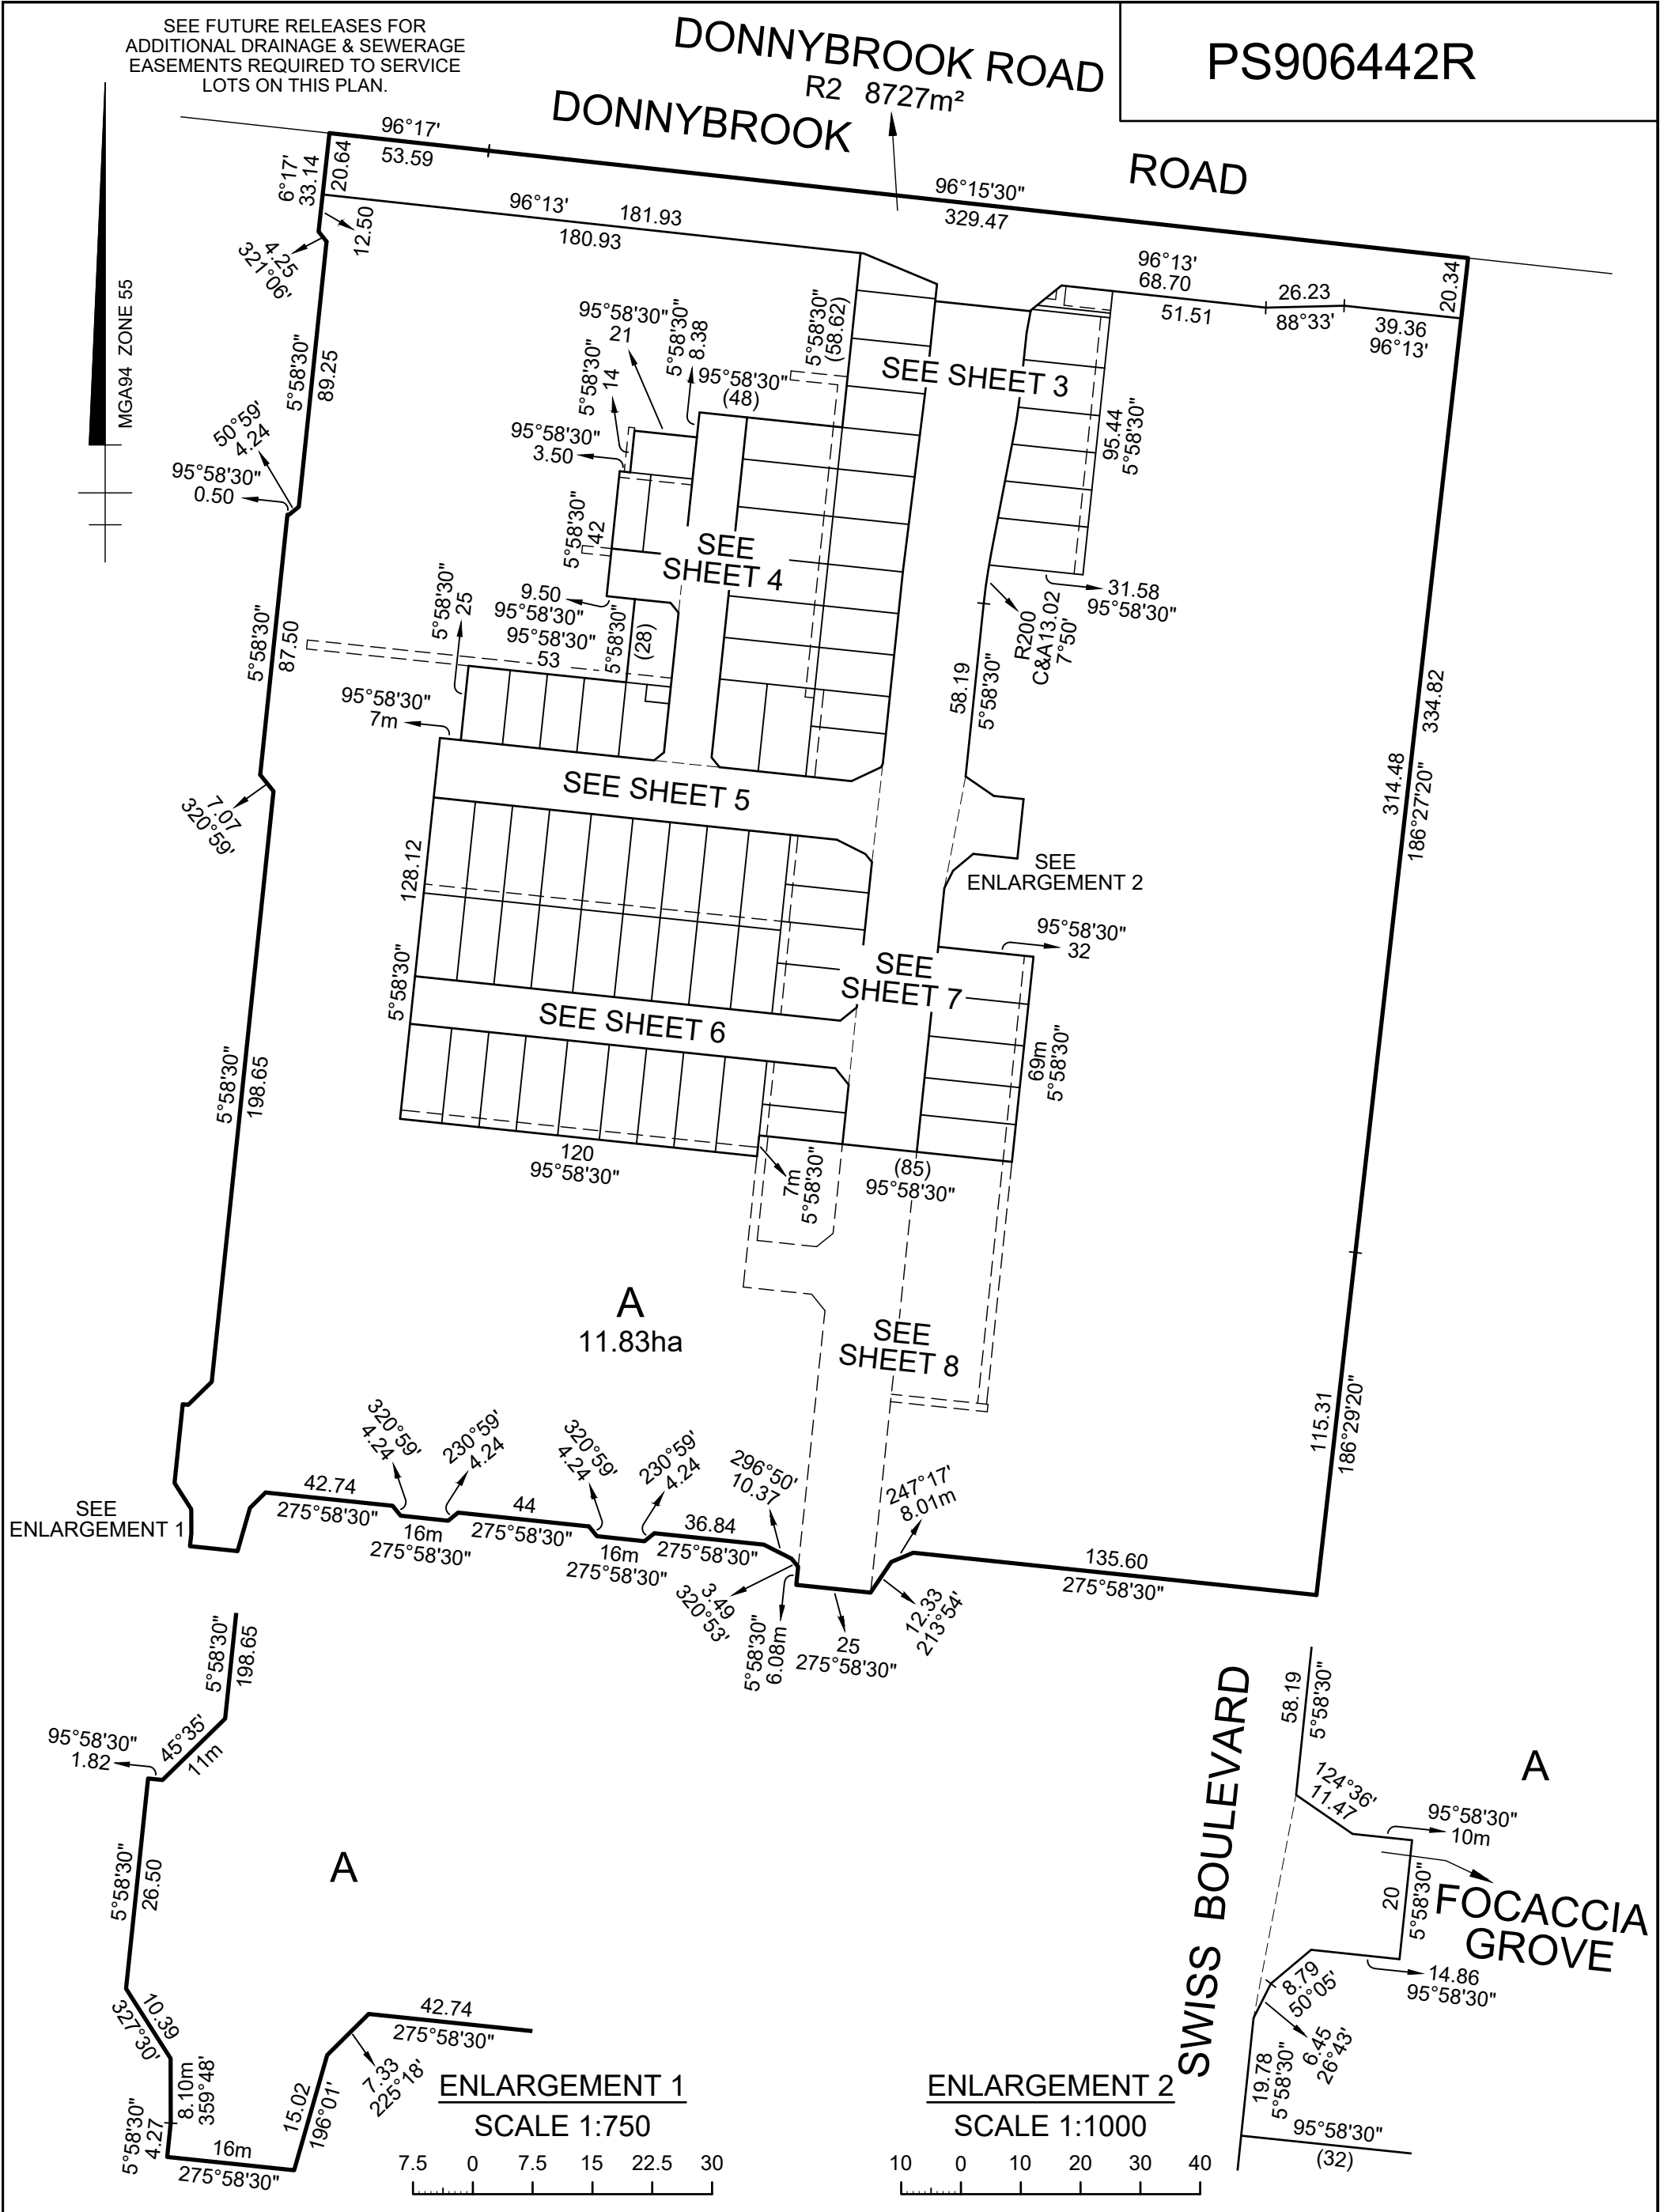 SEE FUTURE RELEASES FOR
ADDITIONAL DRAINAGE & SEWERAGE
EASEMENTS REQUIRED TO SERVICE
LOTS ON THIS PLAN.
PS906442R
DONNYBROOK ROAD
R2 8727m²
DONNYBROOK
ROAD
MGA94 ZONE 55
96°17'
53.59
96°15'30"
329.47
6°17'
33.14
20.64
12.50
4.25
321°06'
96°13'
181.93
180.93
96°13'
68.70
51.51
26.23
88°33'
39.36
96°13'
20.34
5°58'30"
89.25
50°59'
4.24
95°58'30"
0.50
95°58'30"
21
5°58'30"
8.38
5°58'30"
(58.62)
5°58'30"
14
95°58'30"
(48)
95°58'30"
3.50
5°58'30"
42
SEE SHEET 3
95.44
5°58'30"
SEE
SHEET 4
31.58
95°58'30"
R200
C&A13.02
7°50'
5°58'30"
25
9.50
95°58'30"
95°58'30"
53
5°58'30"
(28)
5°58'30"
87.50
58.19
5°58'30"
95°58'30"
7m
334.82
314.48
186°27'20"
SEE SHEET 5
7.07
320°59'
128.12
5°58'30"
SEE
ENLARGEMENT 2
95°58'30"
32
SEE
SHEET 7
SEE SHEET 6
69m
5°58'30"
5°58'30"
198.65
120
95°58'30"
7m
5°58'30"
(85)
95°58'30"
A
11.83ha
SEE
SHEET 8
115.31
186°29'20"
320°59'
4.24
230°59'
4.24
320°59'
4.24
230°59'
4.24
296°50'
10.37
247°17'
8.01m
SEE
ENLARGEMENT 1
42.74
275°58'30"
16m
275°58'30"
44
275°58'30"
16m
275°58'30"
36.84
275°58'30"
3.49
320°53'
5°58'30"
6.08m
25
275°58'30"
12.33
213°54'
135.60
275°58'30"
5°58'30"
198.65
95°58'30"
1.82
45°35'
11m
5°58'30"
26.50
A
10.39
327°30'
8.10m
359°48'
5°58'30"
4.27
16m
275°58'30"
15.02
196°01'
7.33
225°18'
42.74
275°58'30"
ENLARGEMENT 1
SCALE 1:750
7.5 0 7.5 15 22.5 30
SWISS BOULEVARD
58.19
5°58'30"
124°36'
11.47
95°58'30"
10m
A
20
5°58'30"
FOCACCIA
GROVE
14.86
95°58'30"
8.79
50°05'
6.45
26°43'
19.78
5°58'30"
95°58'30"
(32)
ENLARGEMENT 2
SCALE 1:1000
10 0 10 20 30 40